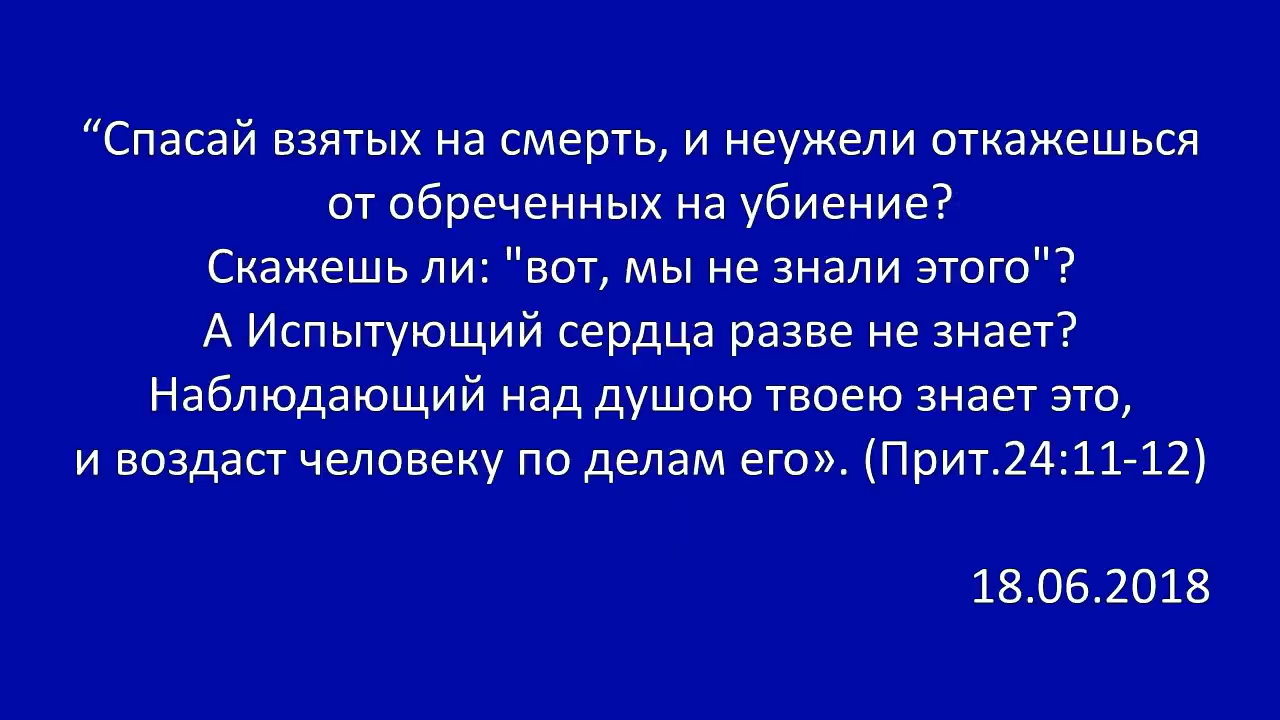 “Спасай взятых на смерть, и неужели откажешься
от обреченных на убиение?
Скажешь ли: "вот, мы не знали этого"?
А Испытующий сердца разве не знает?
Наблюдающий над душою твоею знает это,
и воздаст человеку по делам его». (Прит.24:11-12)
18.06.2018